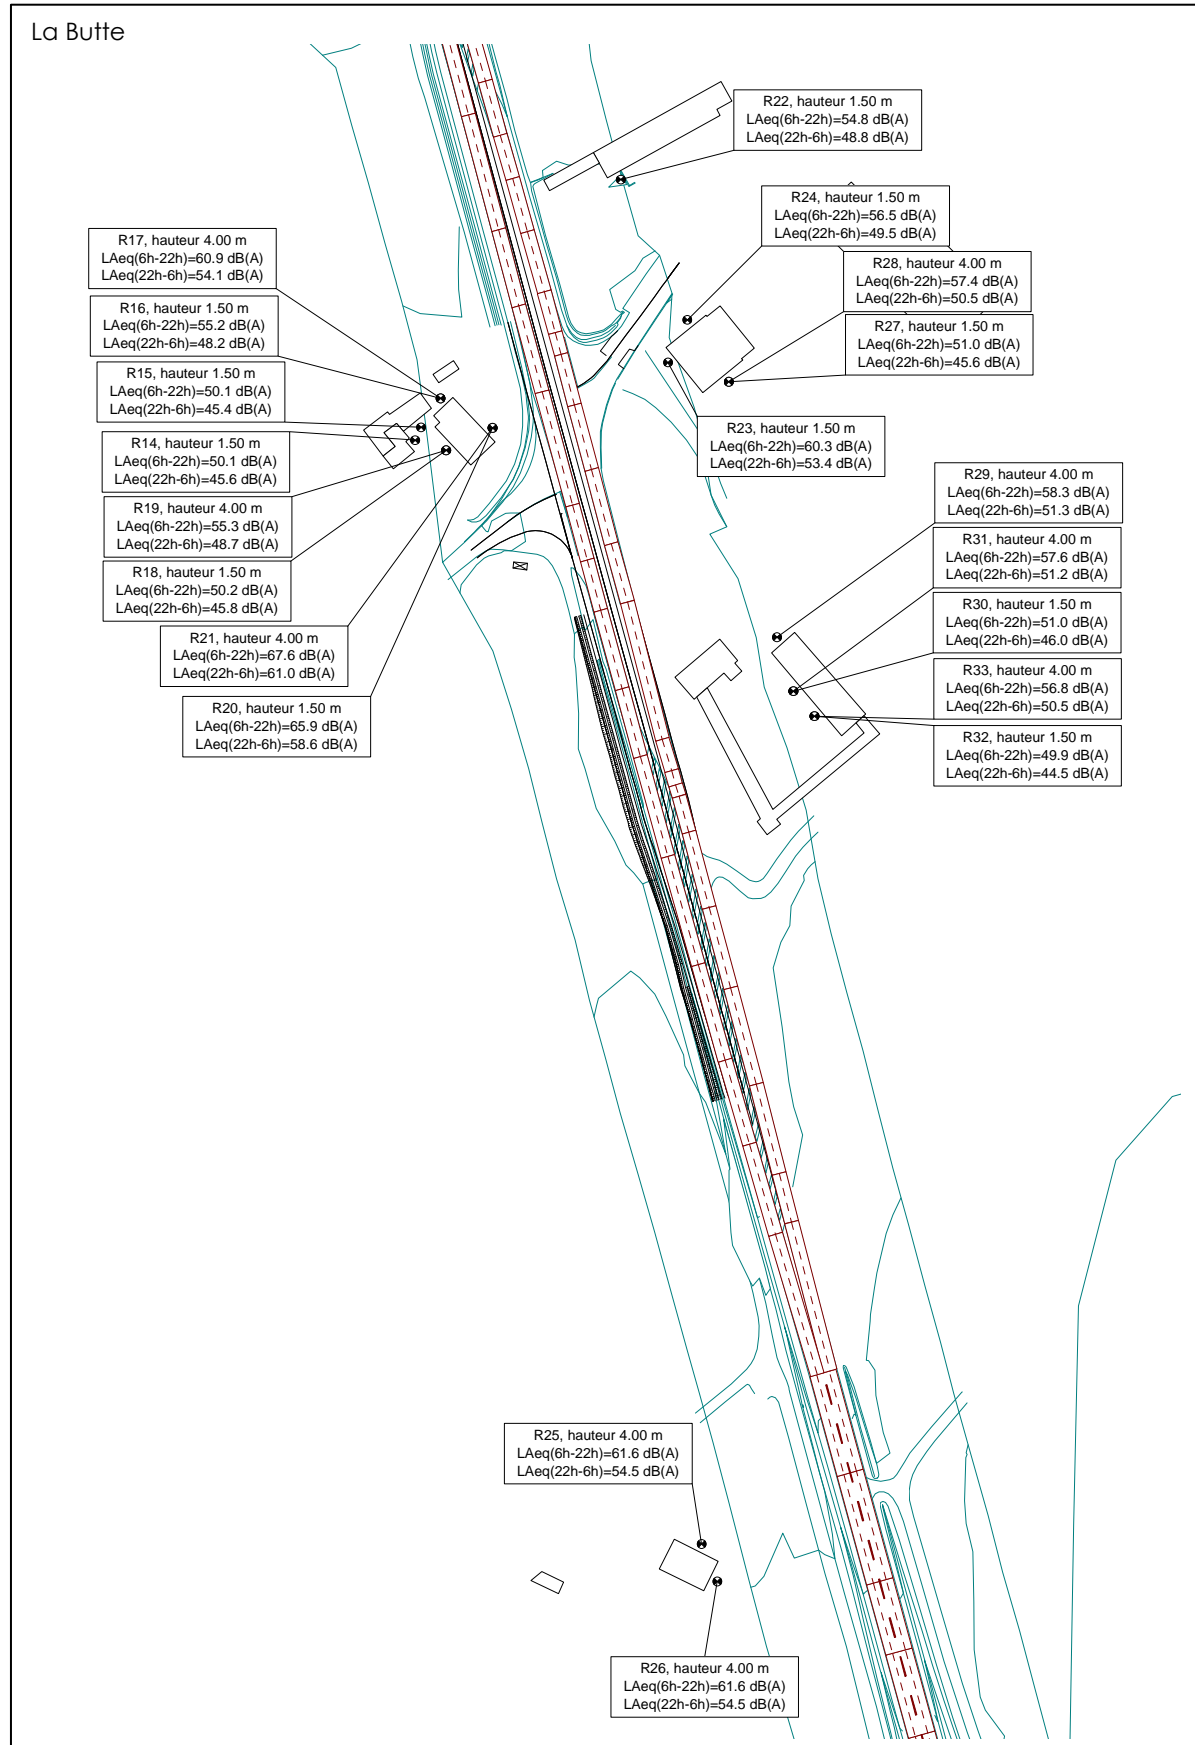 La Butte
R22, hauteur 1.50 m
LAeq(6h-22h)=54.8 dB(A)
LAeq(22h-6h)=48.8 dB(A)
R24, hauteur 1.50 m
LAeq(6h-22h)=56.5 dB(A)
LAeq(22h-6h)=49.5 dB(A)
R17, hauteur 4.00 m
LAeq(6h-22h)=60.9 dB(A)
LAeq(22h-6h)=54.1 dB(A)
R28, hauteur 4.00 m
LAeq(6h-22h)=57.4 dB(A)
LAeq(22h-6h)=50.5 dB(A)
R16, hauteur 1.50 m
LAeq(6h-22h)=55.2 dB(A)
LAeq(22h-6h)=48.2 dB(A)
R27, hauteur 1.50 m
LAeq(6h-22h)=51.0 dB(A)
LAeq(22h-6h)=45.6 dB(A)
R15, hauteur 1.50 m
LAeq(6h-22h)=50.1 dB(A)
LAeq(22h-6h)=45.4 dB(A)
R23, hauteur 1.50 m
LAeq(6h-22h)=60.3 dB(A)
LAeq(22h-6h)=53.4 dB(A)
R14, hauteur 1.50 m
LAeq(6h-22h)=50.1 dB(A)
LAeq(22h-6h)=45.6 dB(A)
R29, hauteur 4.00 m
LAeq(6h-22h)=58.3 dB(A)
LAeq(22h-6h)=51.3 dB(A)
R19, hauteur 4.00 m
LAeq(6h-22h)=55.3 dB(A)
LAeq(22h-6h)=48.7 dB(A)
R31, hauteur 4.00 m
LAeq(6h-22h)=57.6 dB(A)
LAeq(22h-6h)=51.2 dB(A)
R18, hauteur 1.50 m
LAeq(6h-22h)=50.2 dB(A)
LAeq(22h-6h)=45.8 dB(A)
R30, hauteur 1.50 m
LAeq(6h-22h)=51.0 dB(A)
LAeq(22h-6h)=46.0 dB(A)
R21, hauteur 4.00 m
LAeq(6h-22h)=67.6 dB(A)
LAeq(22h-6h)=61.0 dB(A)
R33, hauteur 4.00 m
LAeq(6h-22h)=56.8 dB(A)
LAeq(22h-6h)=50.5 dB(A)
R20, hauteur 1.50 m
LAeq(6h-22h)=65.9 dB(A)
LAeq(22h-6h)=58.6 dB(A)
R32, hauteur 1.50 m
LAeq(6h-22h)=49.9 dB(A)
LAeq(22h-6h)=44.5 dB(A)
R25, hauteur 4.00 m
LAeq(6h-22h)=61.6 dB(A)
LAeq(22h-6h)=54.5 dB(A)
R26, hauteur 4.00 m
LAeq(6h-22h)=61.6 dB(A)
LAeq(22h-6h)=54.5 dB(A)